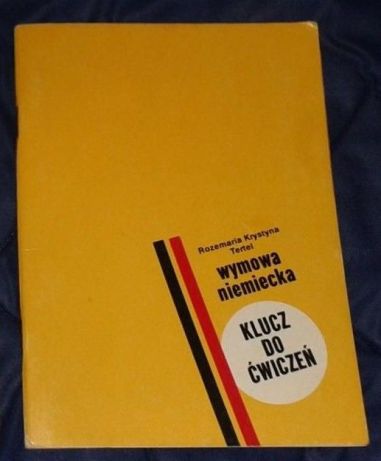 Rozemaria Krystyna
Tertel
wymowa
niemiecka
KLUCZ
DO
ĆWICZEŃ